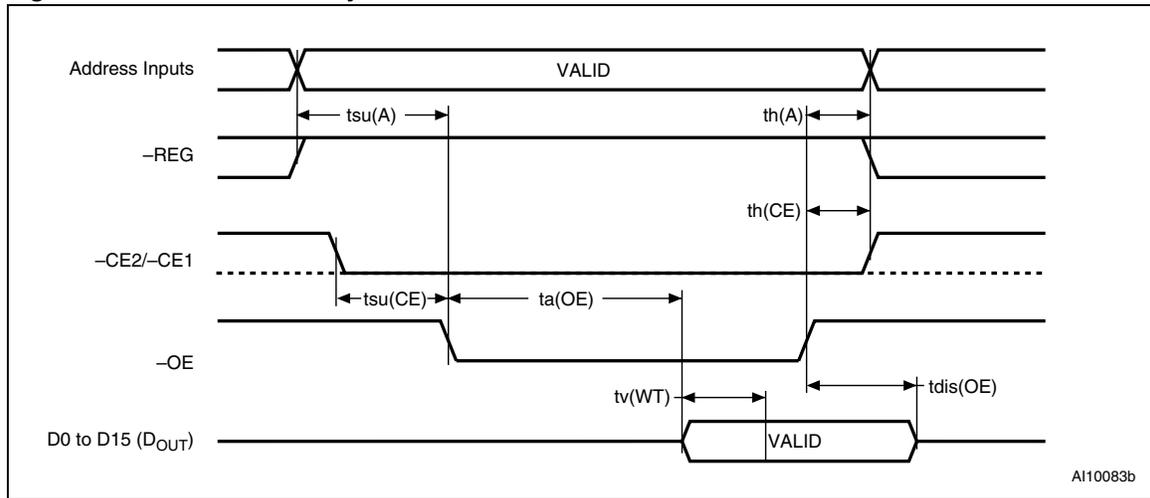 Address Inputs
VALID
tsu(A)
th(A)
–REG
th(CE)
–CE2/–CE1
tsu(CE)
ta(OE)
–OE
tv(WT)
tdis(OE)
D0 to D15 (DOUT)
VALID
AI10083b